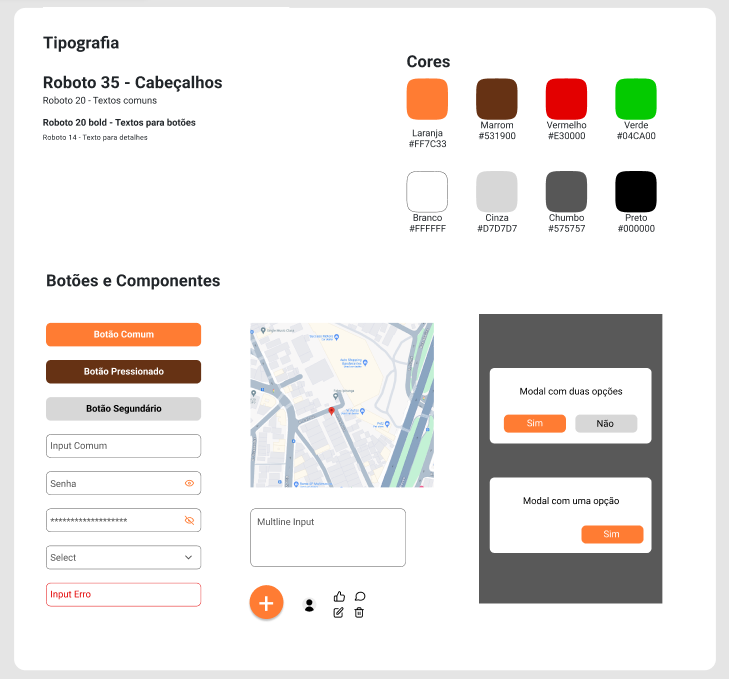 Tipografia
Roboto 35 - Cabeçalhos
Roboto 20 - Textos comuns
Roboto 20 bold - Textos para botões
Roboto 14 - Texto para detalhes
Cores
Laranja
#FF7C33
Marrom
#531900
Vermelho
#E30000
Verde
#04CA00
Branco
#FFFFFF
Cinza
#D7D7D7
Chumbo
#575757
Preto
#000000
Botões e Componentes
Botão Comum
Botão Pressionado
Botão Segundário
Input Comum
Senha
*******************
Select
Input Erro
Multline Input
Modal com duas opções
Sim
Não
Modal com uma opção
Sim